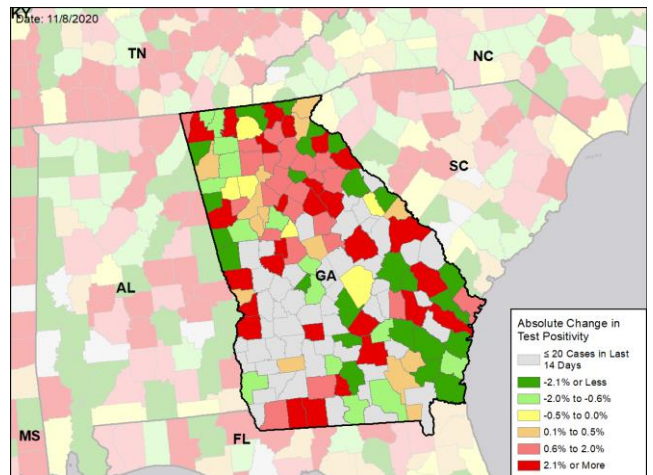 KY
Date: 11/8/2020
TN
NC
SC
GA
AL
MS
FL
Absolute Change in
Test Positivity
≤ 20 Cases in Last
14 Days
-2.1% or Less
-2.0% to -0.6%
-0.5% to 0.0%
0.1% to 0.5%
0.6% to 2.0%
2.1% or More